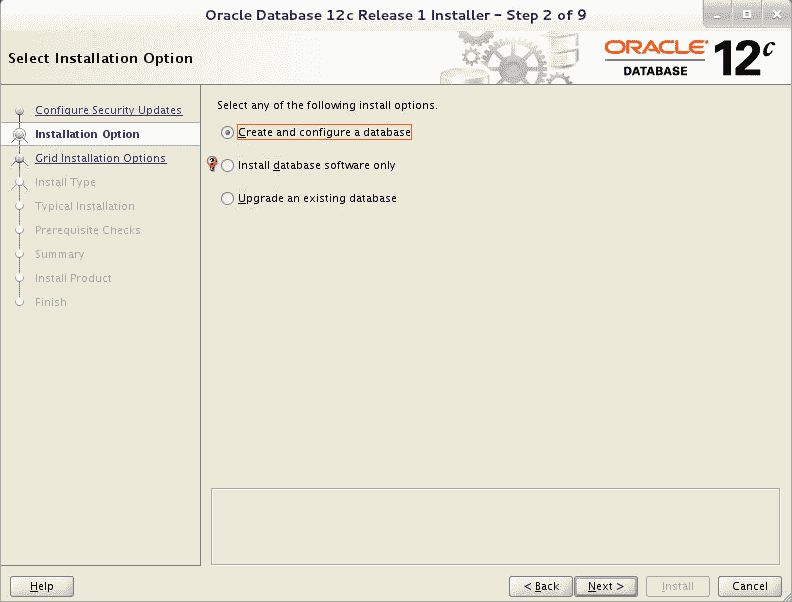 Oracle Database 12c Release 1 Installer – Step 2 of 9
Select Installation Option
ORACLE
DATABASE
12c
Configure Security Updates
Installation Option
Grid Installation Options
Install Type
Typical Installation
Prerequisite Checks
Summary
Install Product
Finish
Select any of the following install options.
Create and configure a database
Install database software only
Upgrade an existing database
Help
< Back
Next >
Install
Cancel